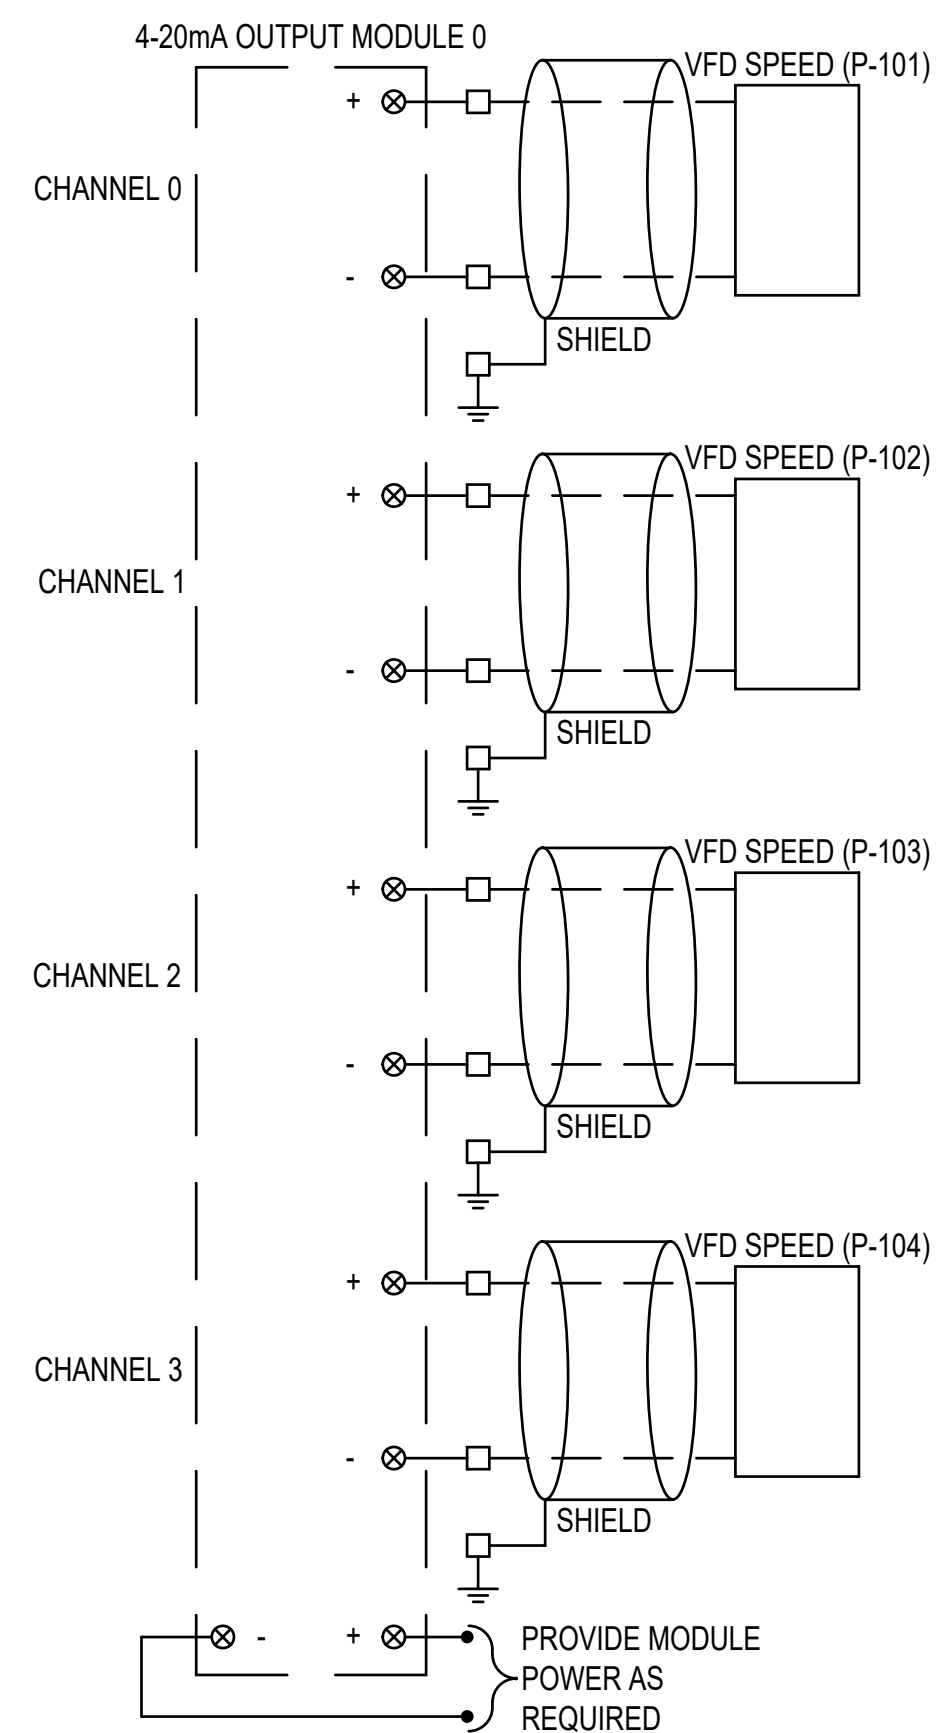 4-20mA OUTPUT MODULE 0
VFD SPEED (P-101)
+
CHANNEL 0
-
SHIELD
VFD SPEED (P-102)
+
CHANNEL 1
-
SHIELD
VFD SPEED (P-103)
+
CHANNEL 2
-
SHIELD
VFD SPEED (P-104)
+
CHANNEL 3
-
SHIELD
- +
PROVIDE MODULE
POWER AS
REQUIRED